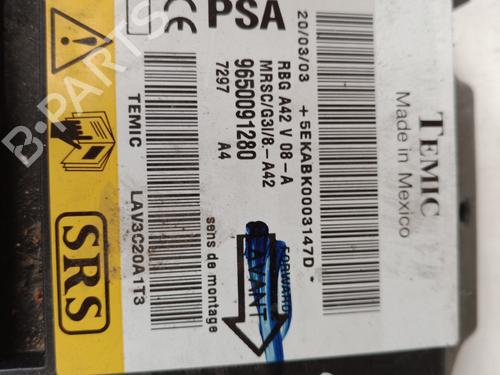 PSA
20/03/03
TEMIC
Made in Mexico
+5EKABK0003147D*
RBG A42 V 08-A
MRSC/G3I/8.-A42
9650091280
7297 A4
FORWARD
AVANT
sens de montage
TEMIC
LAV3C20A1T3
SRS
B-PARTS